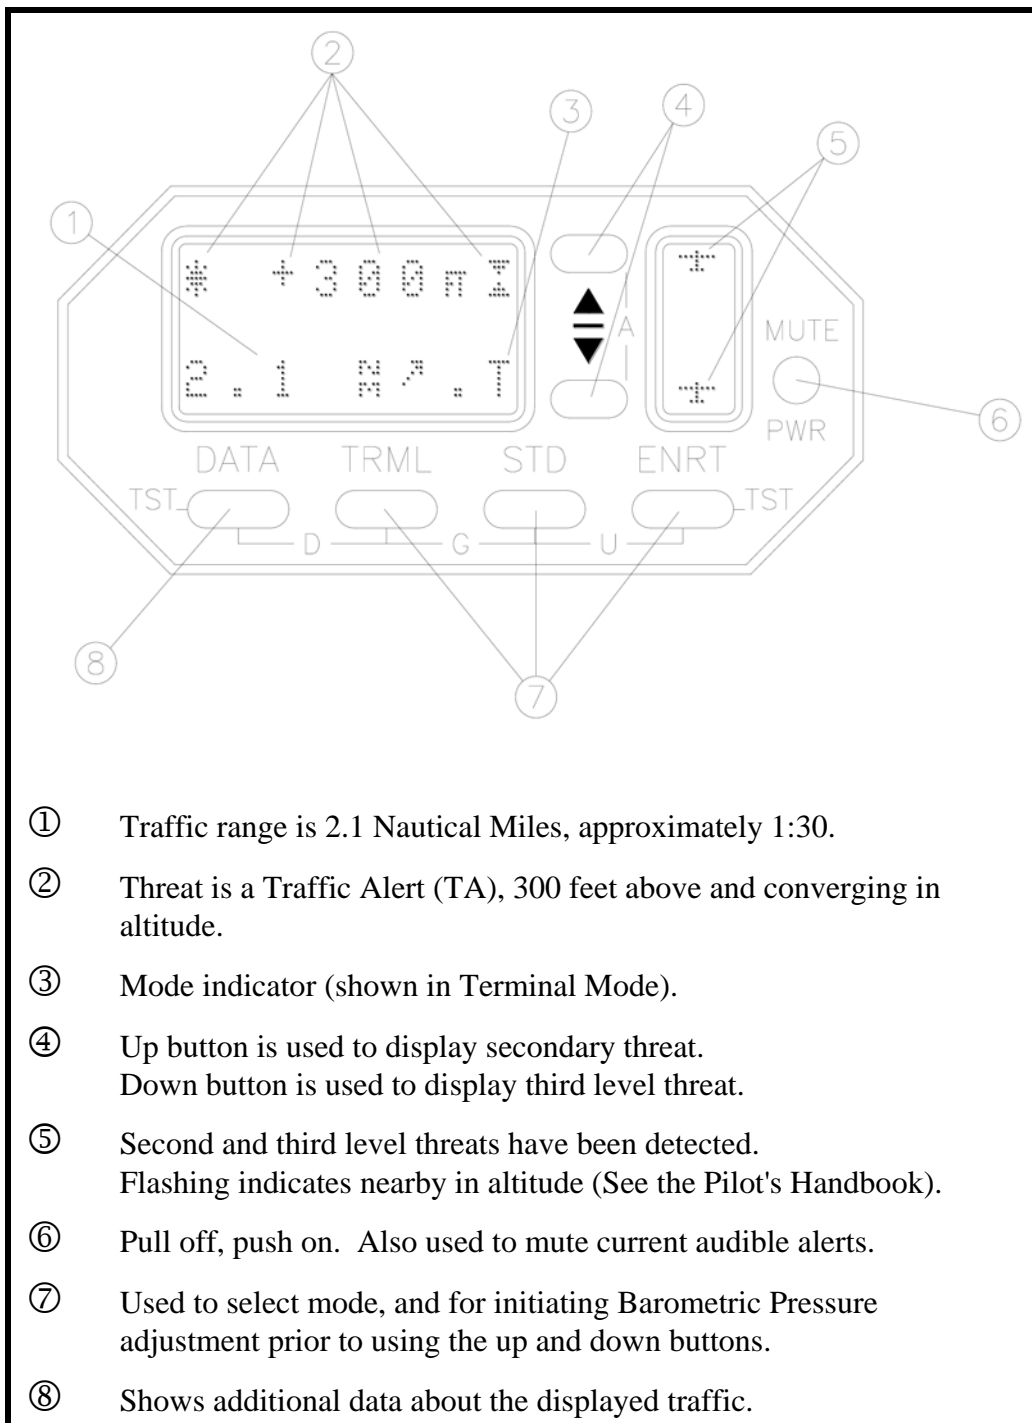 ②
③
④
⑤
①
* +300m
2.1 NM↗.T
A
MUTE
PWR
⑥
DATA TRML STD ENRT
TST TST
D G U
⑧
⑦
① Traffic range is 2.1 Nautical Miles, approximately 1:30.
② Threat is a Traffic Alert (TA), 300 feet above and converging in
altitude.
③ Mode indicator (shown in Terminal Mode).
④ Up button is used to display secondary threat.
Down button is used to display third level threat.
⑤ Second and third level threats have been detected.
Flashing indicates nearby in altitude (See the Pilot's Handbook).
⑥ Pull off, push on. Also used to mute current audible alerts.
⑦ Used to select mode, and for initiating Barometric Pressure
adjustment prior to using the up and down buttons.
⑧ Shows additional data about the displayed traffic.